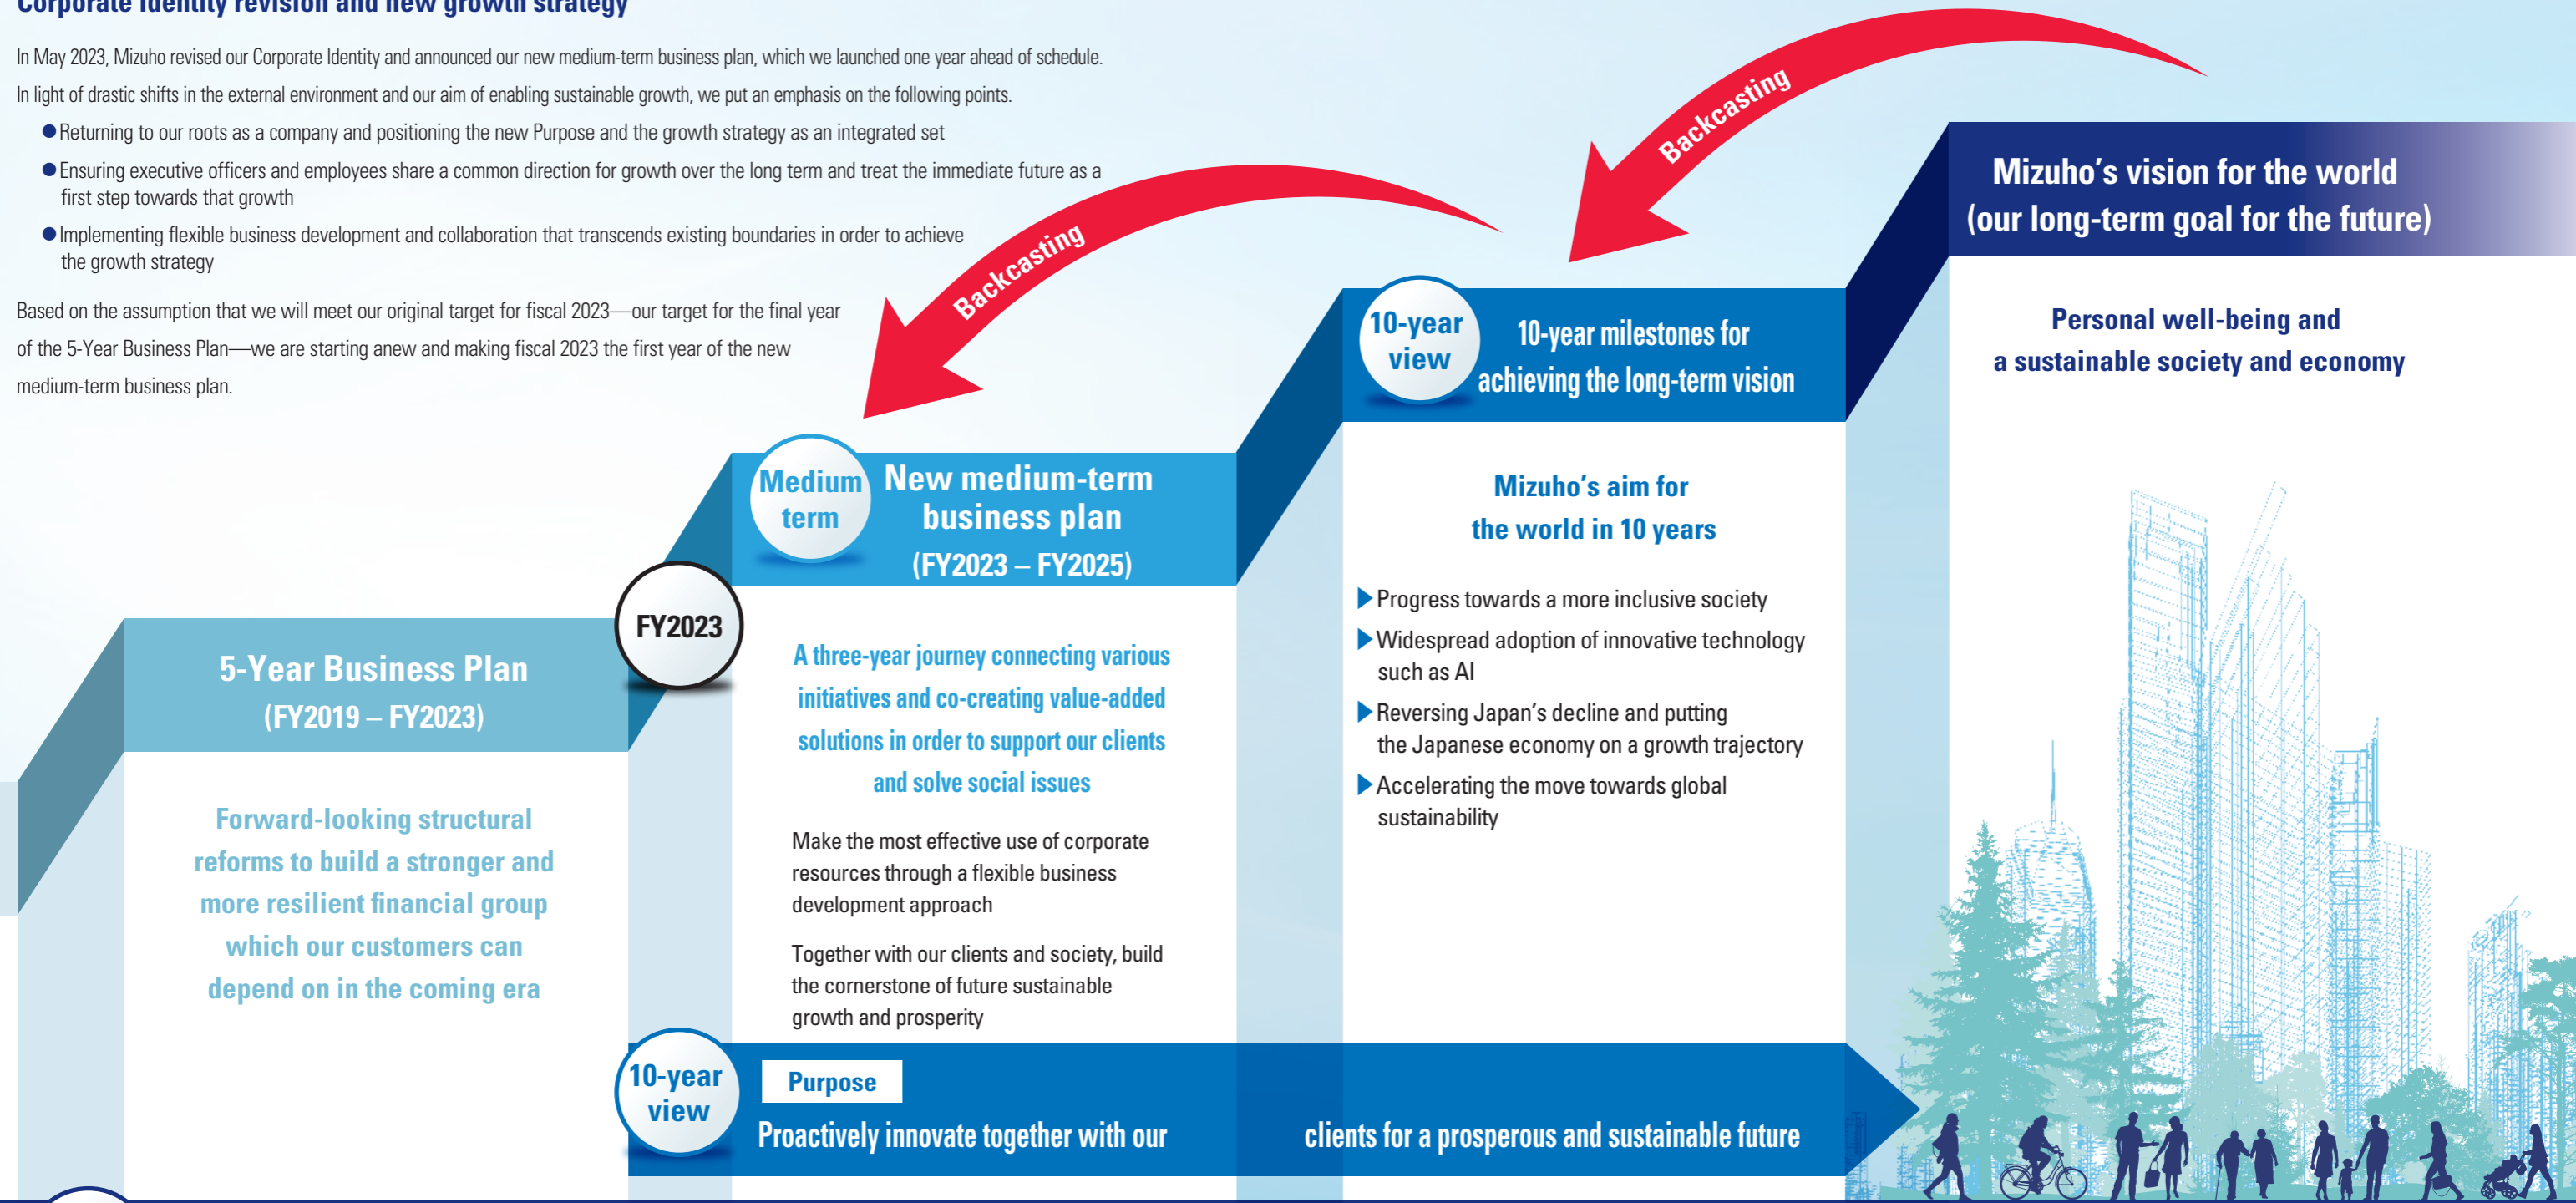 Corporate Identity revision and new growth strategy
In May 2023, Mizuho revised our Corporate Identity and announced our new medium-term business plan, which we launched one year ahead of schedule.
In light of drastic shifts in the external environment and our aim of enabling sustainable growth, we put an emphasis on the following points.
●Returning to our roots as a company and positioning the new Purpose and the growth strategy as an integrated set
●Ensuring executive officers and employees share a common direction for growth over the long term and treat the immediate future as a
first step towards that growth
●Implementing flexible business development and collaboration that transcends existing boundaries in order to achieve
the growth strategy
Based on the assumption that we will meet our original target for fiscal 2023—our target for the final year
of the 5-Year Business Plan—we are starting anew and making fiscal 2023 the first year of the new
medium-term business plan.
Backcasting
Backcasting
5-Year Business Plan
(FY2019 – FY2023)
Forward-looking structural
reforms to build a stronger and
more resilient financial group
which our customers can
depend on in the coming era
FY2023
Medium
term
New medium-term
business plan
(FY2023 – FY2025)
A three-year journey connecting various
initiatives and co-creating value-added
solutions in order to support our clients
and solve social issues
Make the most effective use of corporate
resources through a flexible business
development approach
Together with our clients and society, build
the cornerstone of future sustainable
growth and prosperity
10-year
view
10-year milestones for
achieving the long-term vision
Mizuho's aim for
the world in 10 years
▶Progress towards a more inclusive society
▶Widespread adoption of innovative technology
such as AI
▶Reversing Japan's decline and putting
the Japanese economy on a growth trajectory
▶Accelerating the move towards global
sustainability
Mizuho's vision for the world
(our long-term goal for the future)
Personal well-being and
a sustainable society and economy
10-year
view
Purpose
Proactively innovate together with our clients for a prosperous and sustainable future